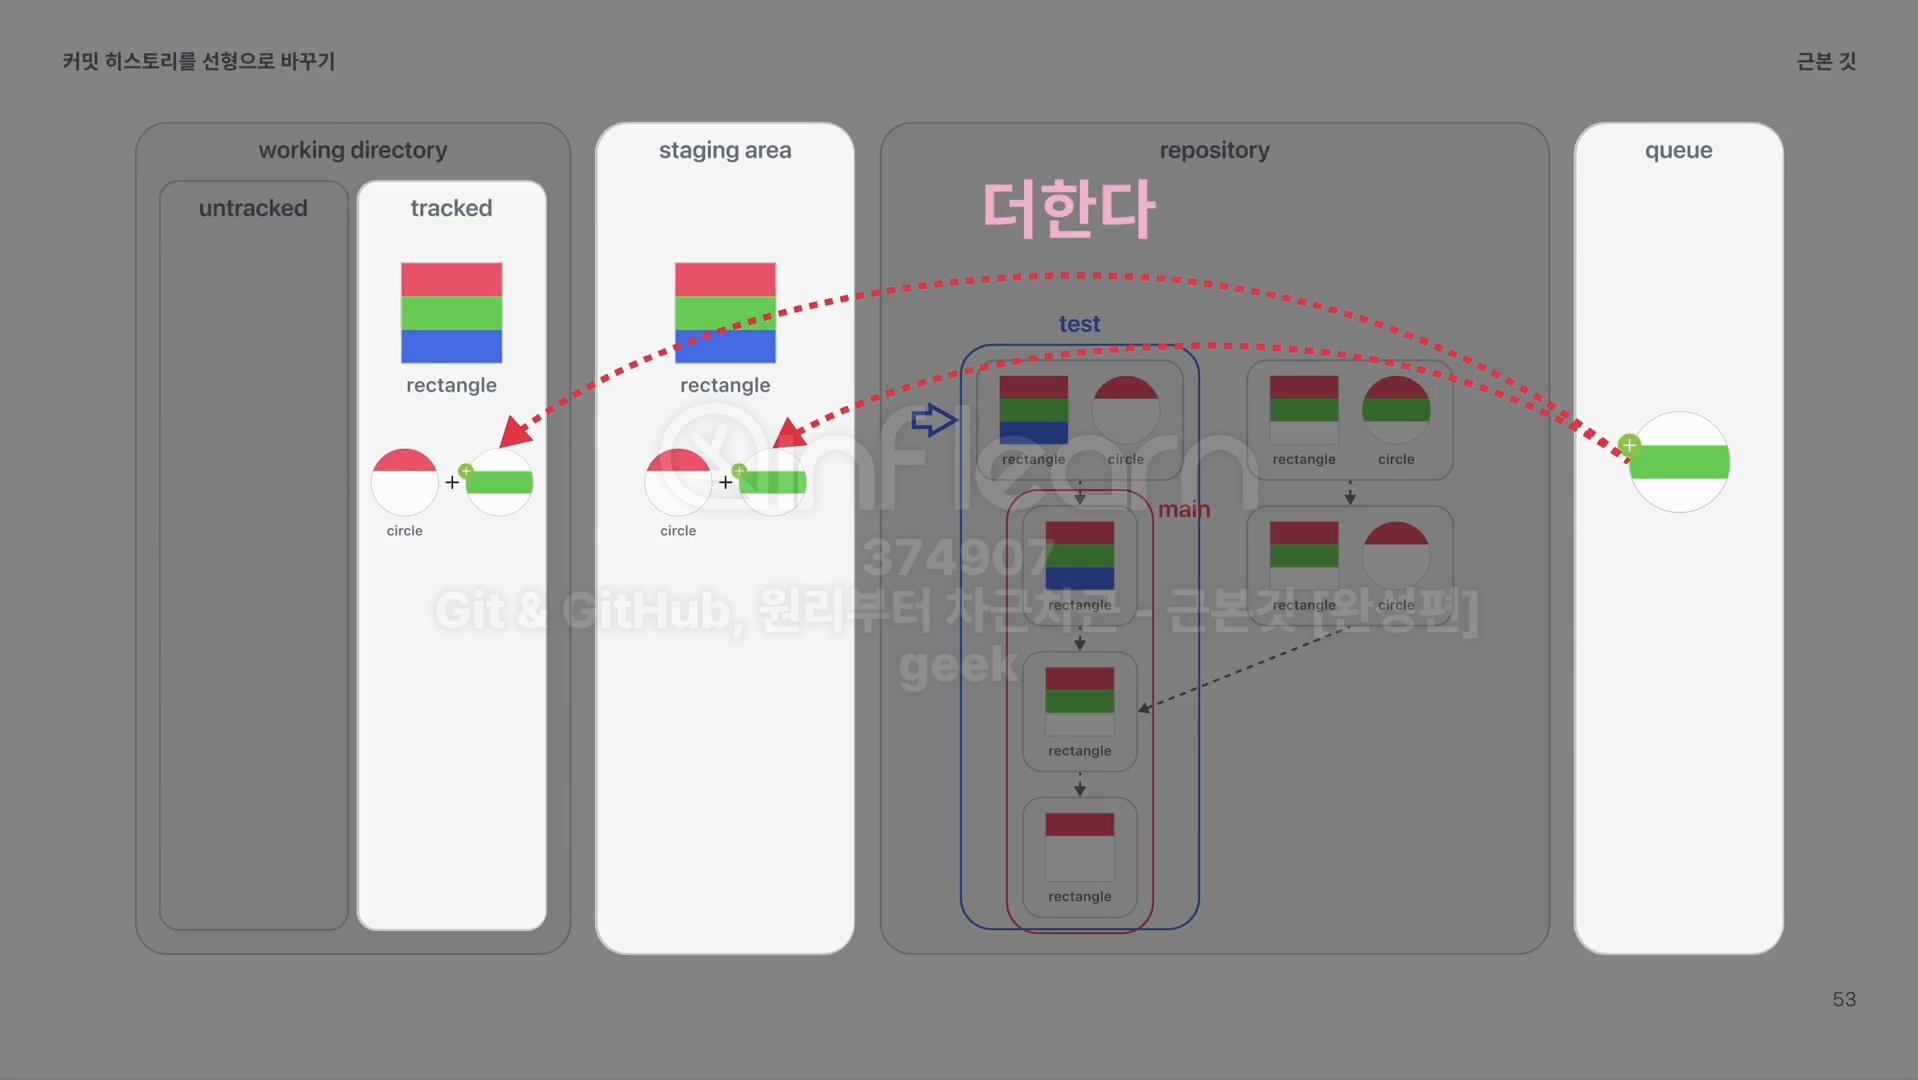 커밋 히스토리를 선형으로 바꾸기
근본 깃
working directory
untracked
tracked
rectangle
circle
+
staging area
rectangle
circle
+
repository
더한다
test
rectangle circle
rectangle circle
main
rectangle
rectangle circle
rectangle
rectangle
queue
inflearn
374907
Git & GitHub, 원리부터 차근차근 - 근본깃 [완성편]
geek
53